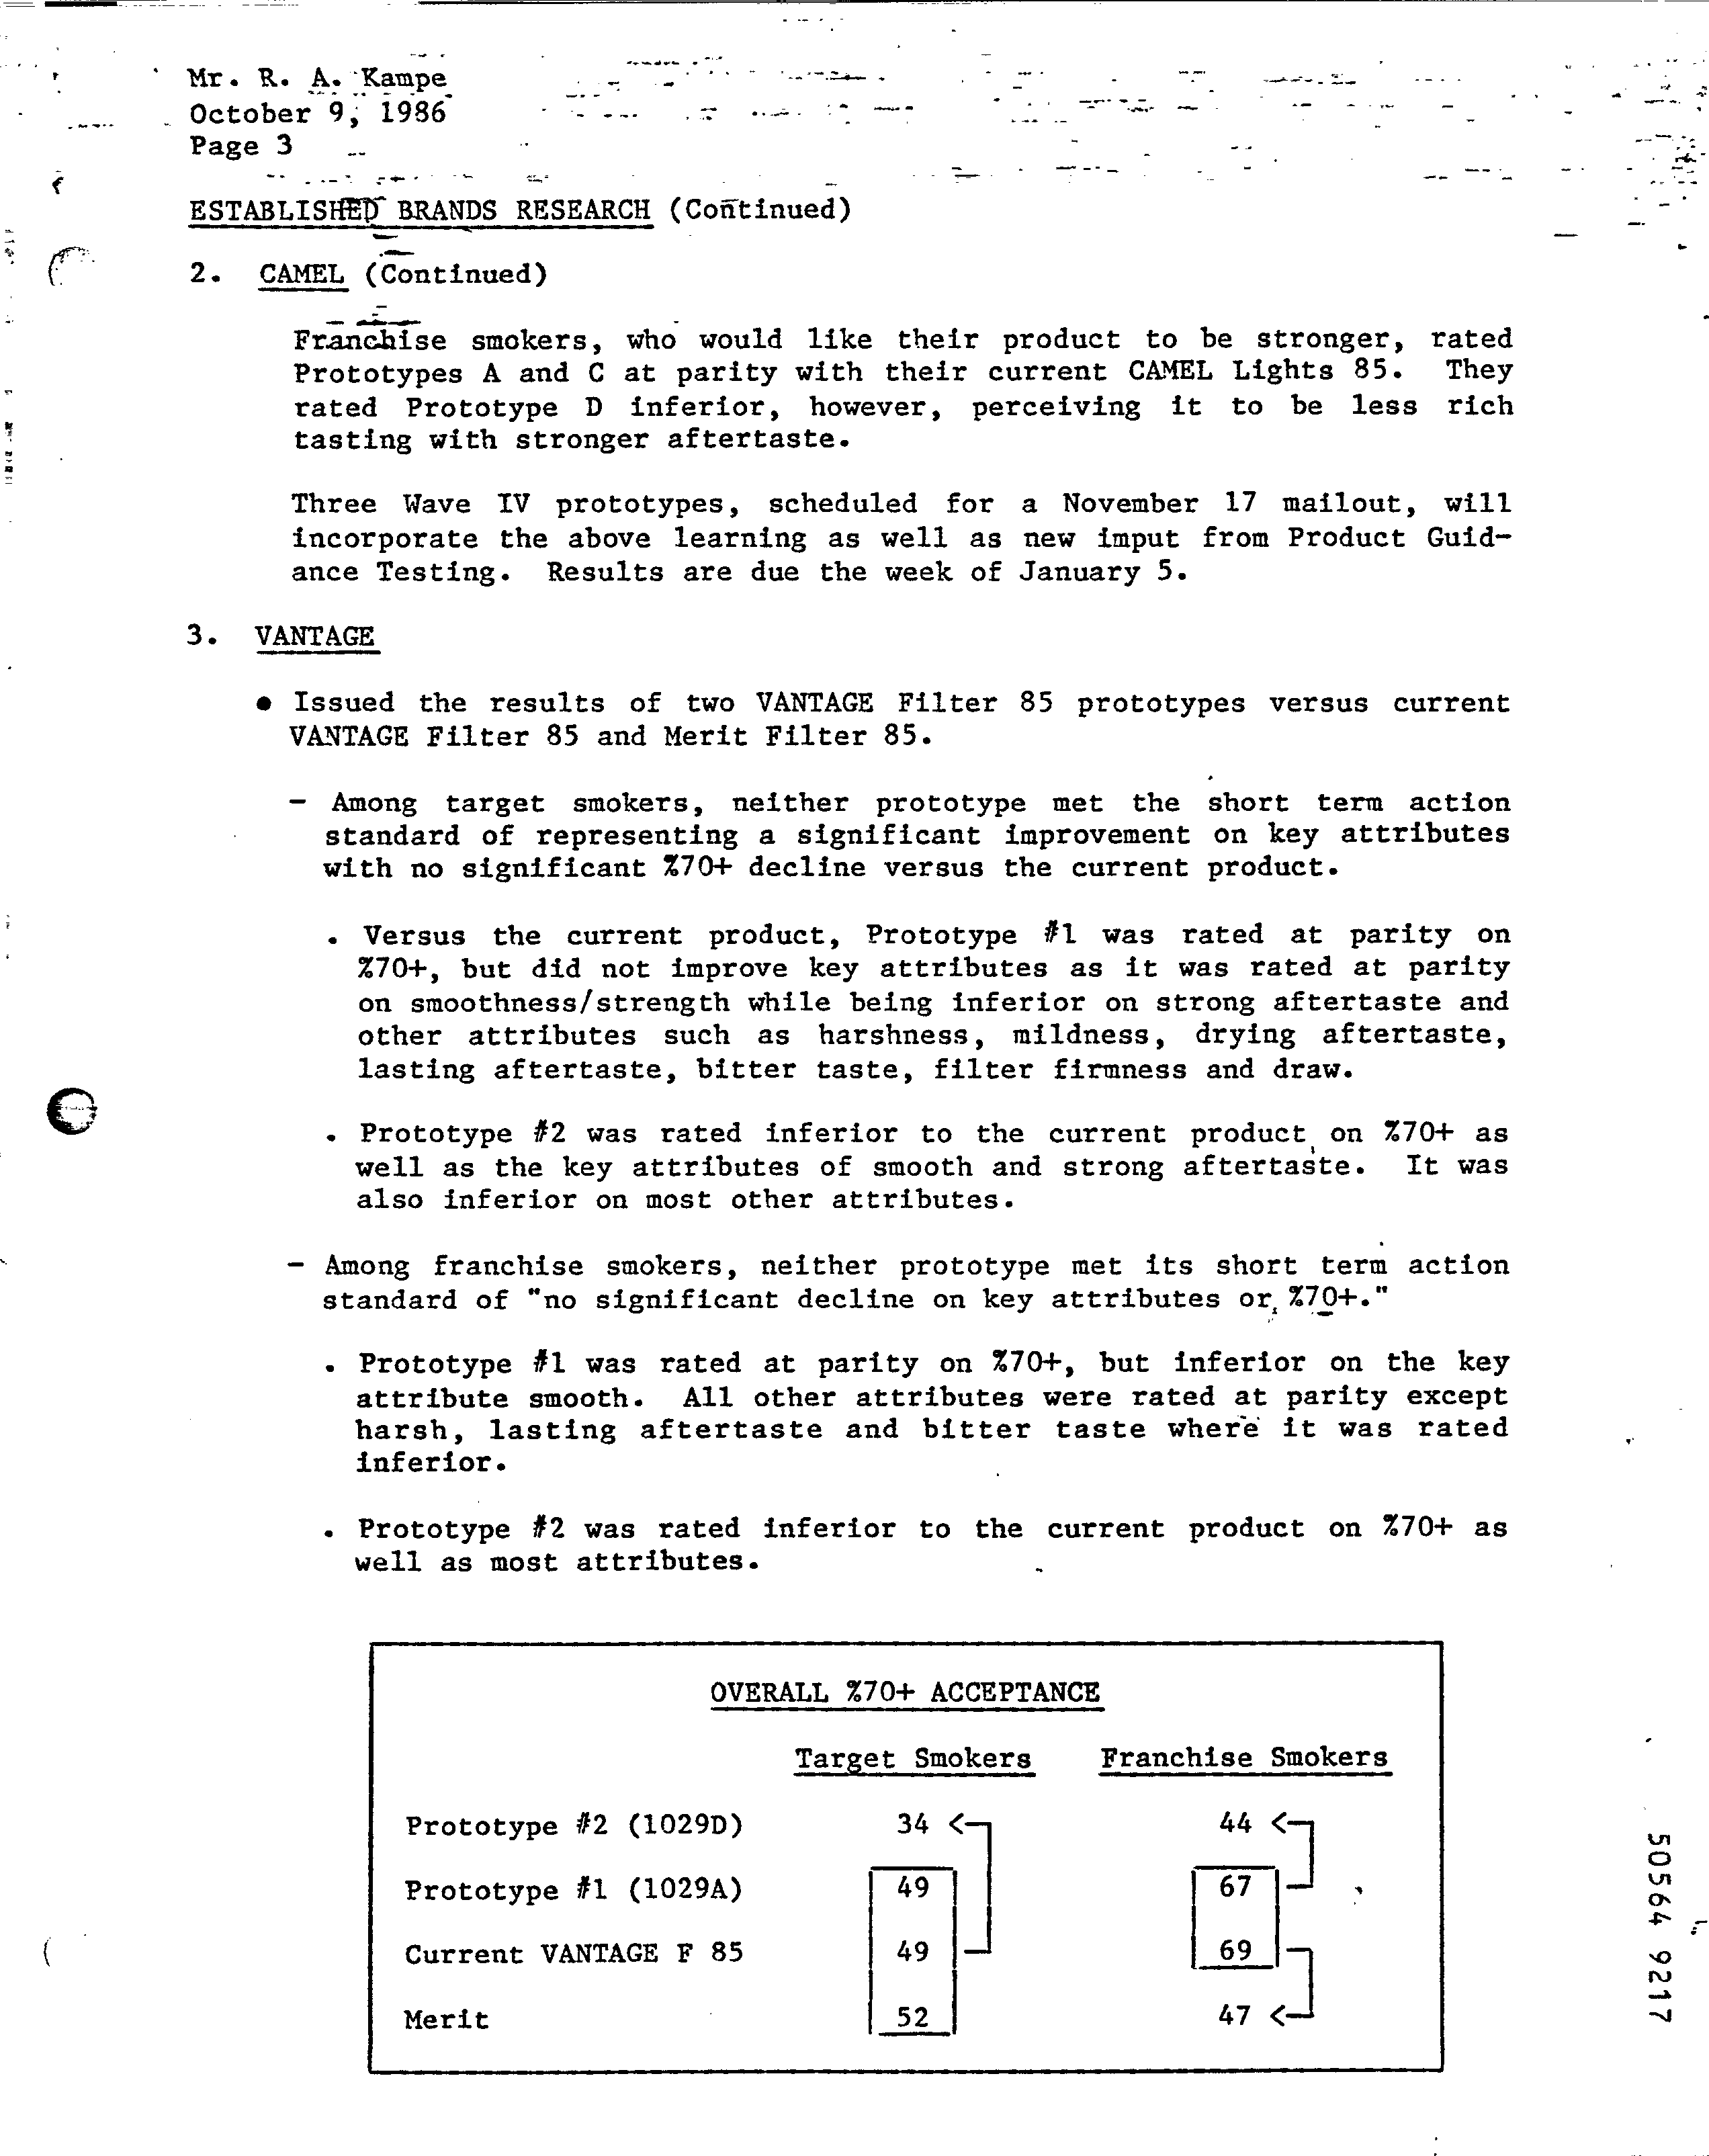 Mr. R. A. Kampe
October 9, 1986
Page 3
ESTABLISHED BRANDS RESEARCH (Continued)
2. CAMEL (Continued)
Franchise smokers, who would like their product to be stronger, rated
Prototypes A and C at parity with their current CAMEL Lights 85. They
rated Prototype D inferior, however, perceiving it to be less rich
tasting with stronger aftertaste.
Three Wave IV prototypes, scheduled for a November 17 mailout, will
incorporate the above learning as well as new imput from Product Guid-
ance Testing. Results are due the week of January 5.
3. VANTAGE
● Issued the results of two VANTAGE Filter 85 prototypes versus current
VANTAGE Filter 85 and Merit Filter 85.
- Among target smokers, neither prototype met the short term action
standard of representing a significant improvement on key attributes
with no significant %70+ decline versus the current product.
. Versus the current product, Prototype #1 was rated at parity on
%70+, but did not improve key attributes as it was rated at parity
on smoothness/strength while being inferior on strong aftertaste and
other attributes such as harshness, mildness, drying aftertaste,
lasting aftertaste, bitter taste, filter firmness and draw.
. Prototype #2 was rated inferior to the current product on %70+ as
well as the key attributes of smooth and strong aftertaste. It was
also inferior on most other attributes.
- Among franchise smokers, neither prototype met its short term action
standard of "no significant decline on key attributes or %70+."
. Prototype #1 was rated at parity on %70+, but inferior on the key
attribute smooth. All other attributes were rated at parity except
harsh, lasting aftertaste and bitter taste where it was rated
inferior.
. Prototype #2 was rated inferior to the current product on %70+ as
well as most attributes.
OVERALL %70+ ACCEPTANCE
Target Smokers Franchise Smokers
Prototype #2 (1029D) 34 < 44 <
Prototype #1 (1029A) 49 67
Current VANTAGE F 85 49 69
Merit 52 47 <
50564 9217